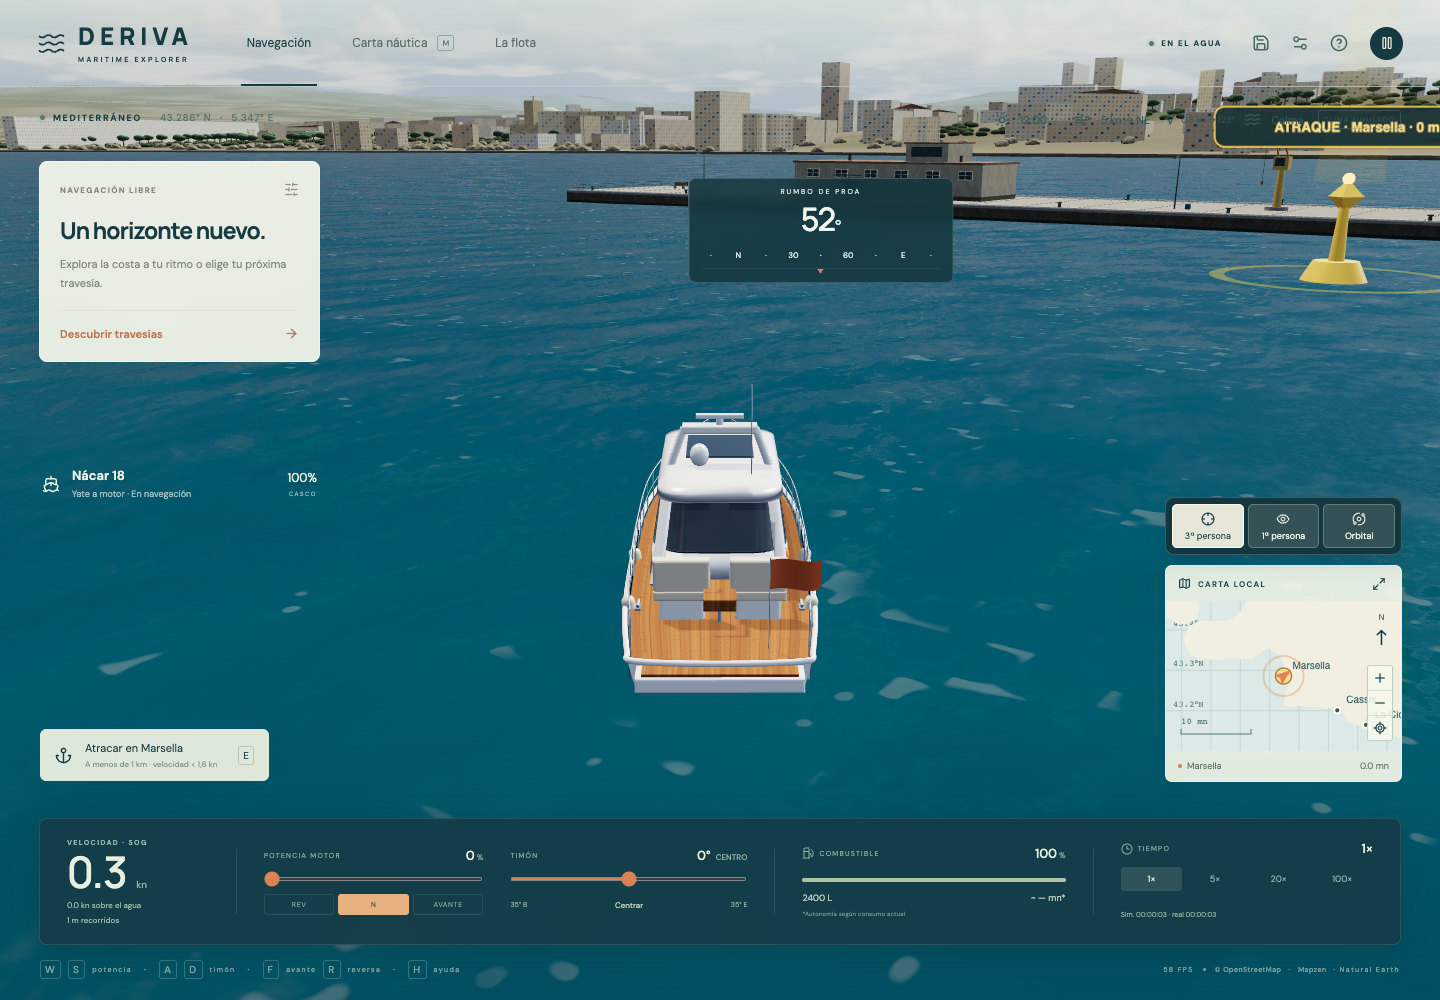 DERIVA
MARITIME EXPLORER
Navegación
Carta náutica M
La flota
EN EL AGUA
MEDITERRÁNEO 43.286° N · 5.347° E
ATRAQUE · Marsella · 0 m
NAVEGACIÓN LIBRE
Un horizonte nuevo.
Explora la costa a tu ritmo o elige tu próxima
travesía.
Descubrir travesías
RUMBO DE PROA
52°
· N · 30 · 60 · E ·
Nácar 18
Yate a motor · En navegación
100%
CASCO
3ª persona
1ª persona
Orbital
CARTA LOCAL
N
43.3°N
Marsella
43.2°N
10 mn
Marsella
0.0 mn
Atracar en Marsella
A menos de 1 km · velocidad < 1,6 kn
E
VELOCIDAD · SOG
0.3 kn
0.0 kn sobre el agua
1 m recorridos
POTENCIA MOTOR 0 %
REV N AVANTE
TIMÓN 0° CENTRO
35° B Centrar 35° E
COMBUSTIBLE 100 %
2400 L ~ — mn*
*Autonomía según consumo actual
TIEMPO 1×
1× 5× 20× 100×
Sim. 00:00:03 · real 00:00:03
W S potencia · A D timón · F avante R reversa · H ayuda
58 FPS • © OpenStreetMap · Mapzen · Natural Earth